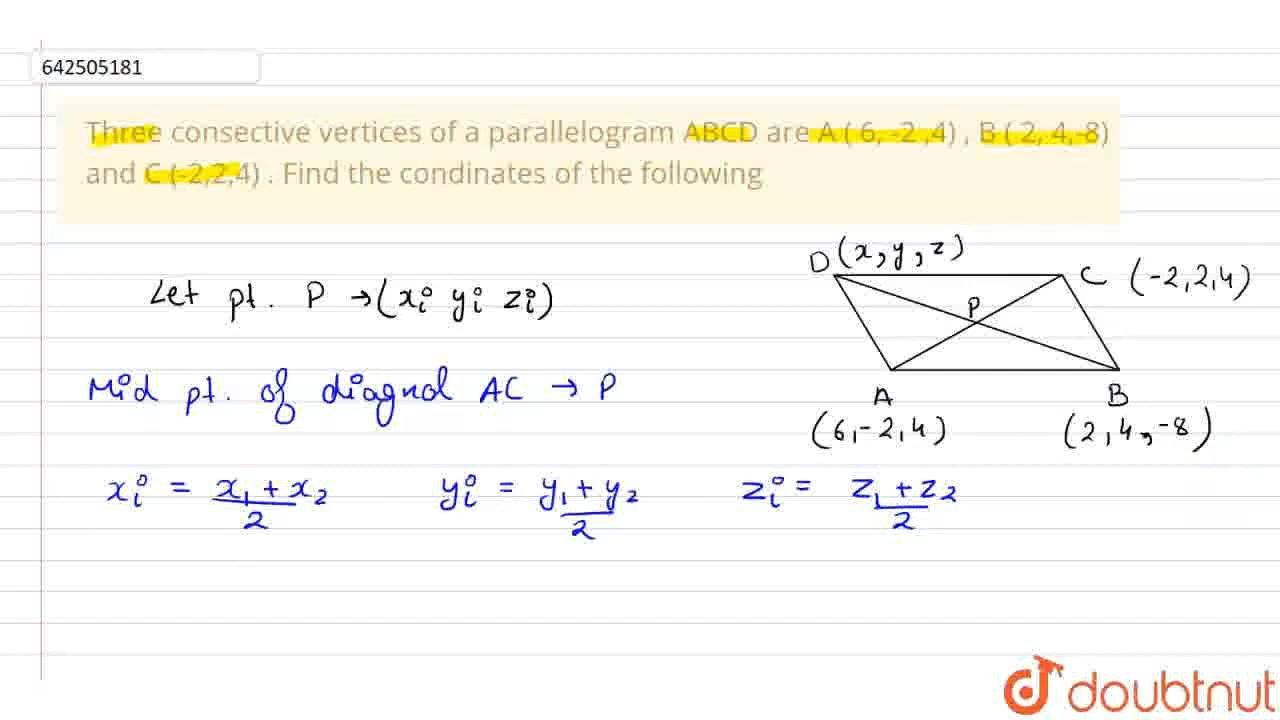 642505181
Three consective vertices of a parallelogram ABCD are A ( 6, -2 ,4) , B ( 2, 4,-8)
and C (-2,2,4) . Find the condinates of the following
D (x, y, z)
C (-2,2,4)
Let pt. P → (xi yi zi)
P
Mid pt. of diagnol AC → P
A
B
(6,-2,4)
(2,4,-8)
xi = x1 + x2 / 2
yi = y1 + y2 / 2
zi = z1 + z2 / 2
doubtnut